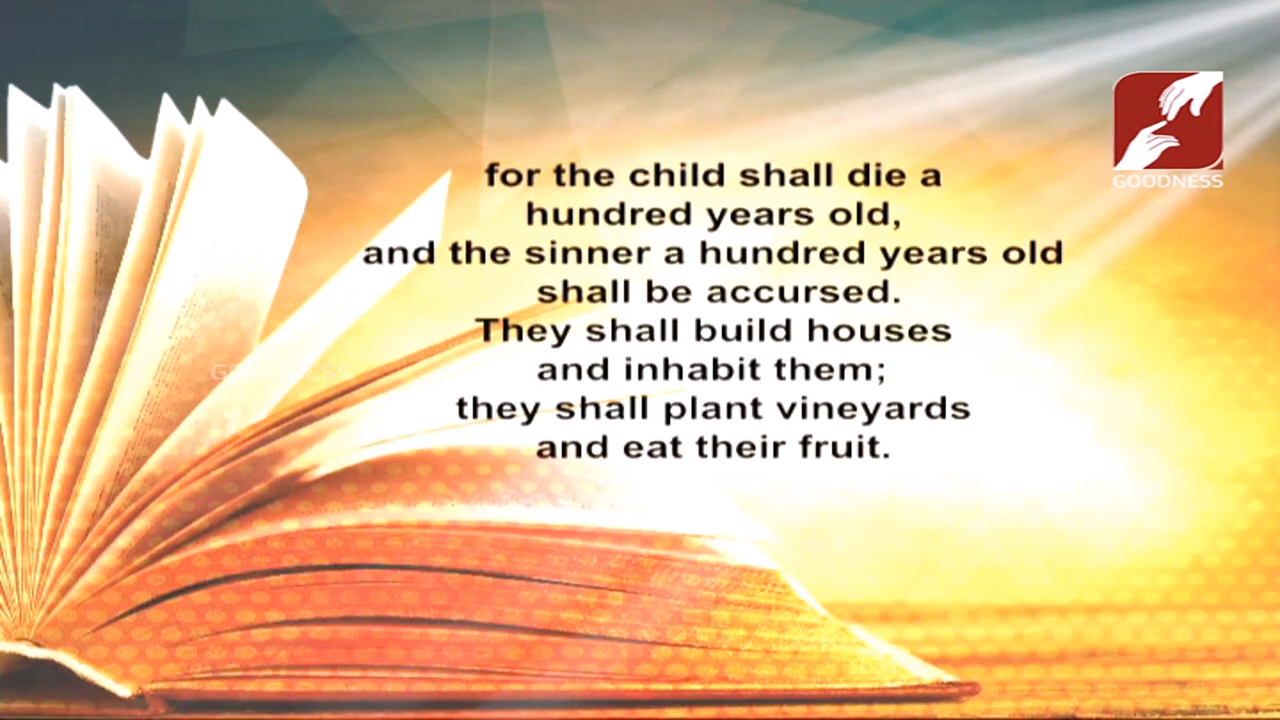 GOODNESS
for the child shall die a
hundred years old,
and the sinner a hundred years old
shall be accursed.
They shall build houses
and inhabit them;
they shall plant vineyards
and eat their fruit.